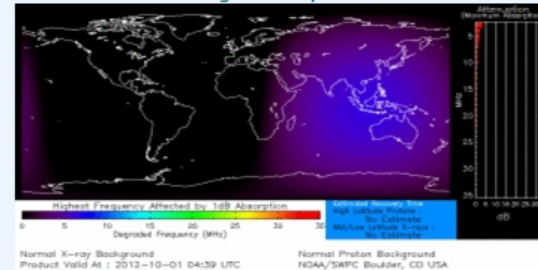 Attenuation
5
10
15
20
25
30
35
MHz
0 5 10 15 20 25 30
dB
Highest Frequency Affected by 1dB Absorption
0 5 10 15 20 25 30 35
Degraded Frequency (MHz)
Estimated Recovery Time
High Latitude Protons :
No Estimate
Mid/Low Latitude X-rays :
No Estimate
Normal X-ray Background
Product Valid At : 2012-10-01 04:39 UTC
Normal Proton Background
NOAA/SWPC Boulder, CO USA